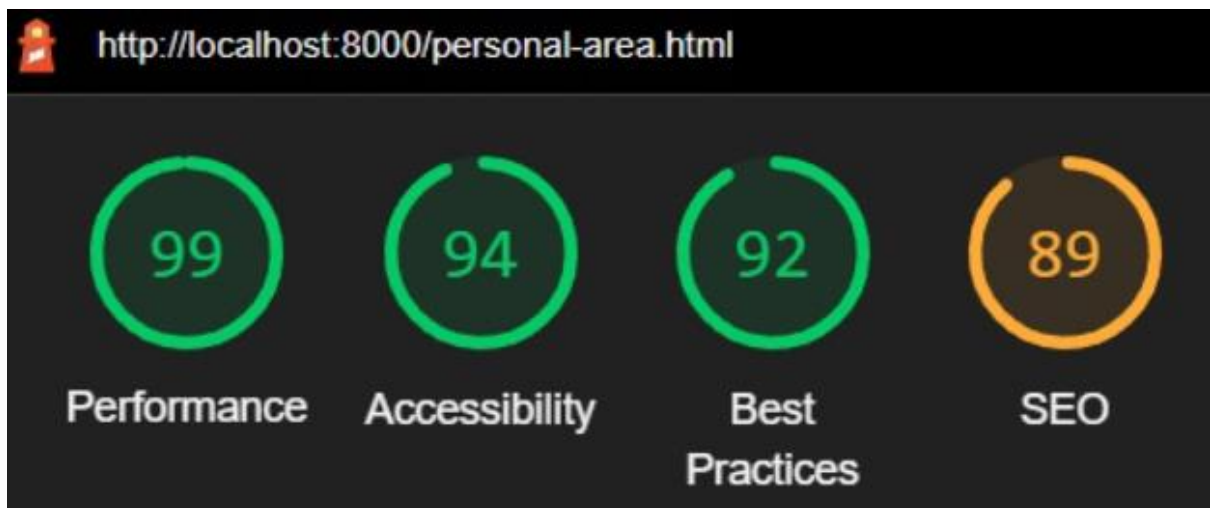 http://localhost:8000/personal-area.html
99
94
92
89
Performance
Accessibility
Best
Practices
SEO